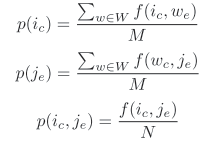 p(i_c) = \frac{\sum_{w \in W} f(i_c, w_e)}{M}
p(j_e) = \frac{\sum_{w \in W} f(w_c, j_e)}{M}
p(i_c, j_e) = \frac{f(i_c, j_e)}{N}